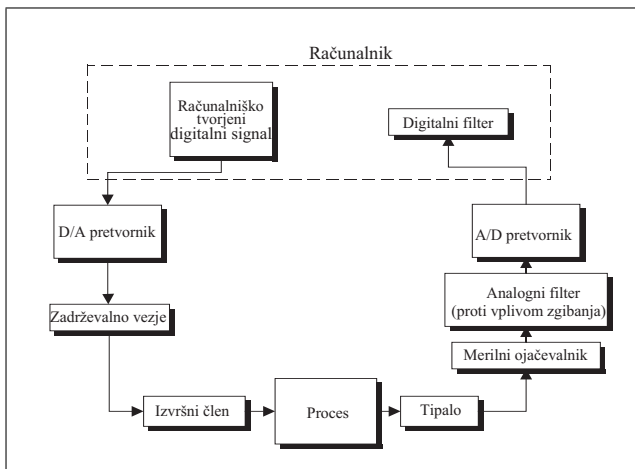 Računalnik
Računalniško
tvorjeni
digitalni signal
Digitalni filter
D/A pretvornik
A/D pretvornik
Zadrževalno vezje
Analogni filter
(proti vplivom zgibanja)
Merilni ojačevalnik
Izvršni člen
Proces
Tipalo